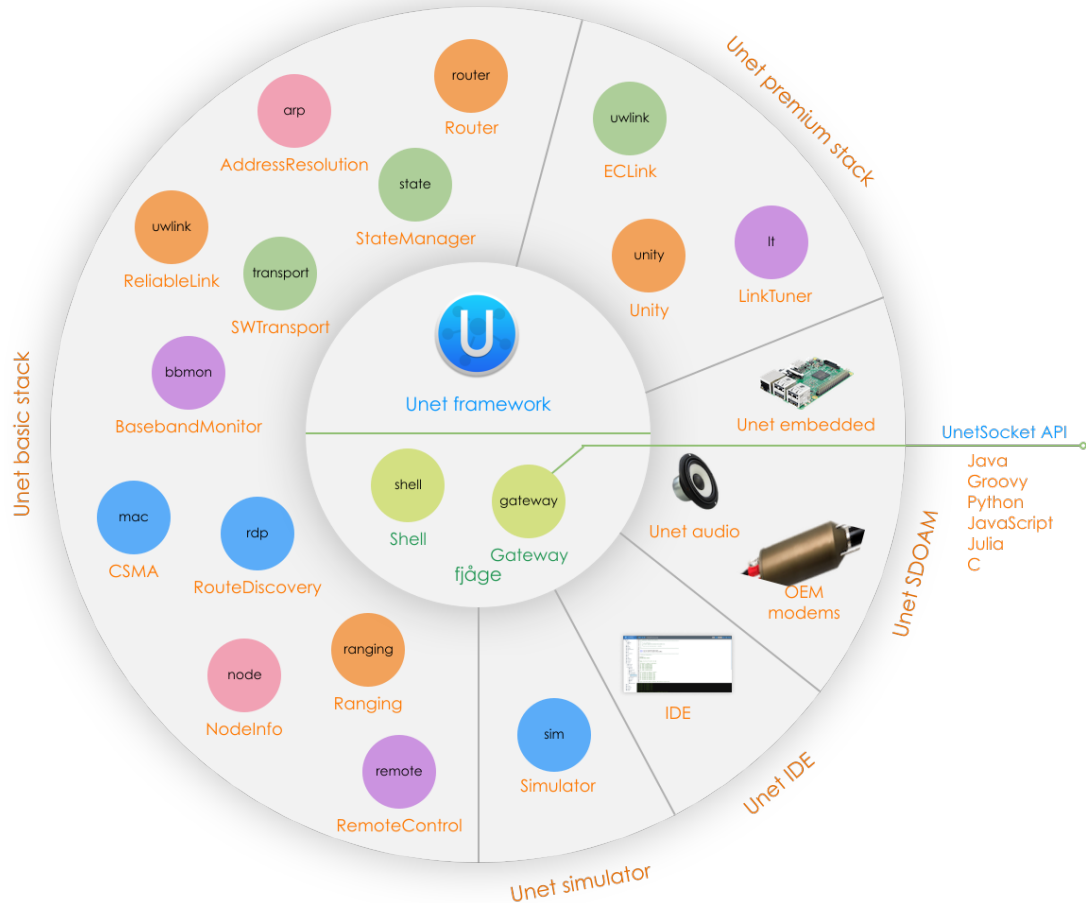 Unet basic stack
router
Router
arp
AddressResolution
state
StateManager
uwlink
ReliableLink
transport
SWTransport
bbmon
BasebandMonitor
mac
CSMA
rdp
RouteDiscovery
ranging
Ranging
node
NodeInfo
remote
RemoteControl
Unet premium stack
uwlink
ECLink
unity
Unity
lt
LinkTuner
U
Unet framework
shell
Shell
gateway
Gateway
fjåge
Unet embedded
Unet audio
OEM
modems
Unet SDOAM
UnetSocket API
Java
Groovy
Python
JavaScript
Julia
C
IDE
Unet IDE
sim
Simulator
Unet simulator